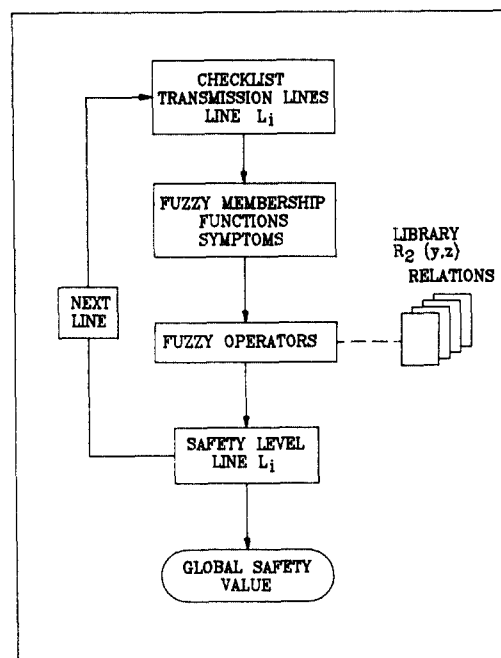 CHECKLIST
TRANSMISSION LINES
LINE Li
FUZZY MEMBERSHIP
FUNCTIONS
SYMPTOMS
LIBRARY
R2 (y,z)
RELATIONS
NEXT
LINE
FUZZY OPERATORS
SAFETY LEVEL
LINE Li
GLOBAL SAFETY
VALUE